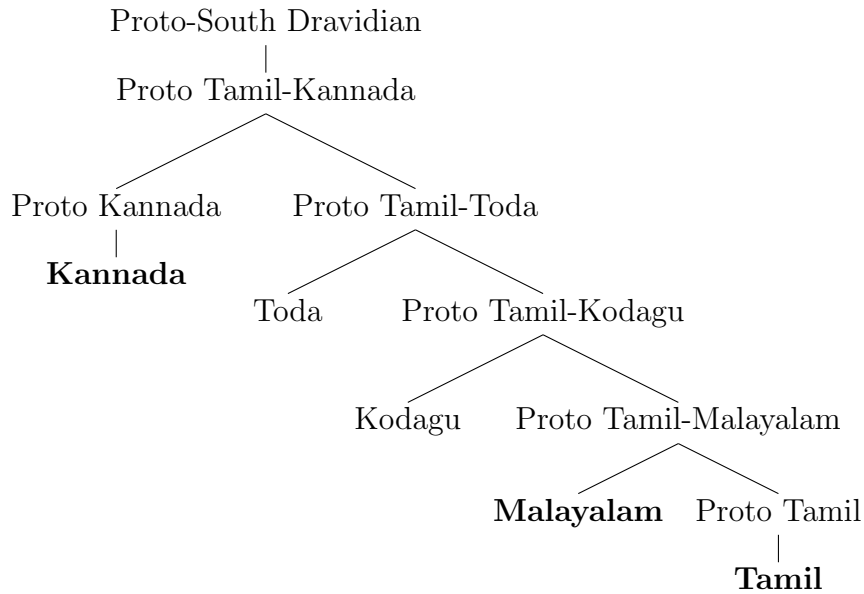 Proto-South Dravidian
Proto Tamil-Kannada
Proto Kannada Proto Tamil-Toda
Kannada
Toda Proto Tamil-Kodagu
Kodagu Proto Tamil-Malayalam
Malayalam Proto Tamil
Tamil